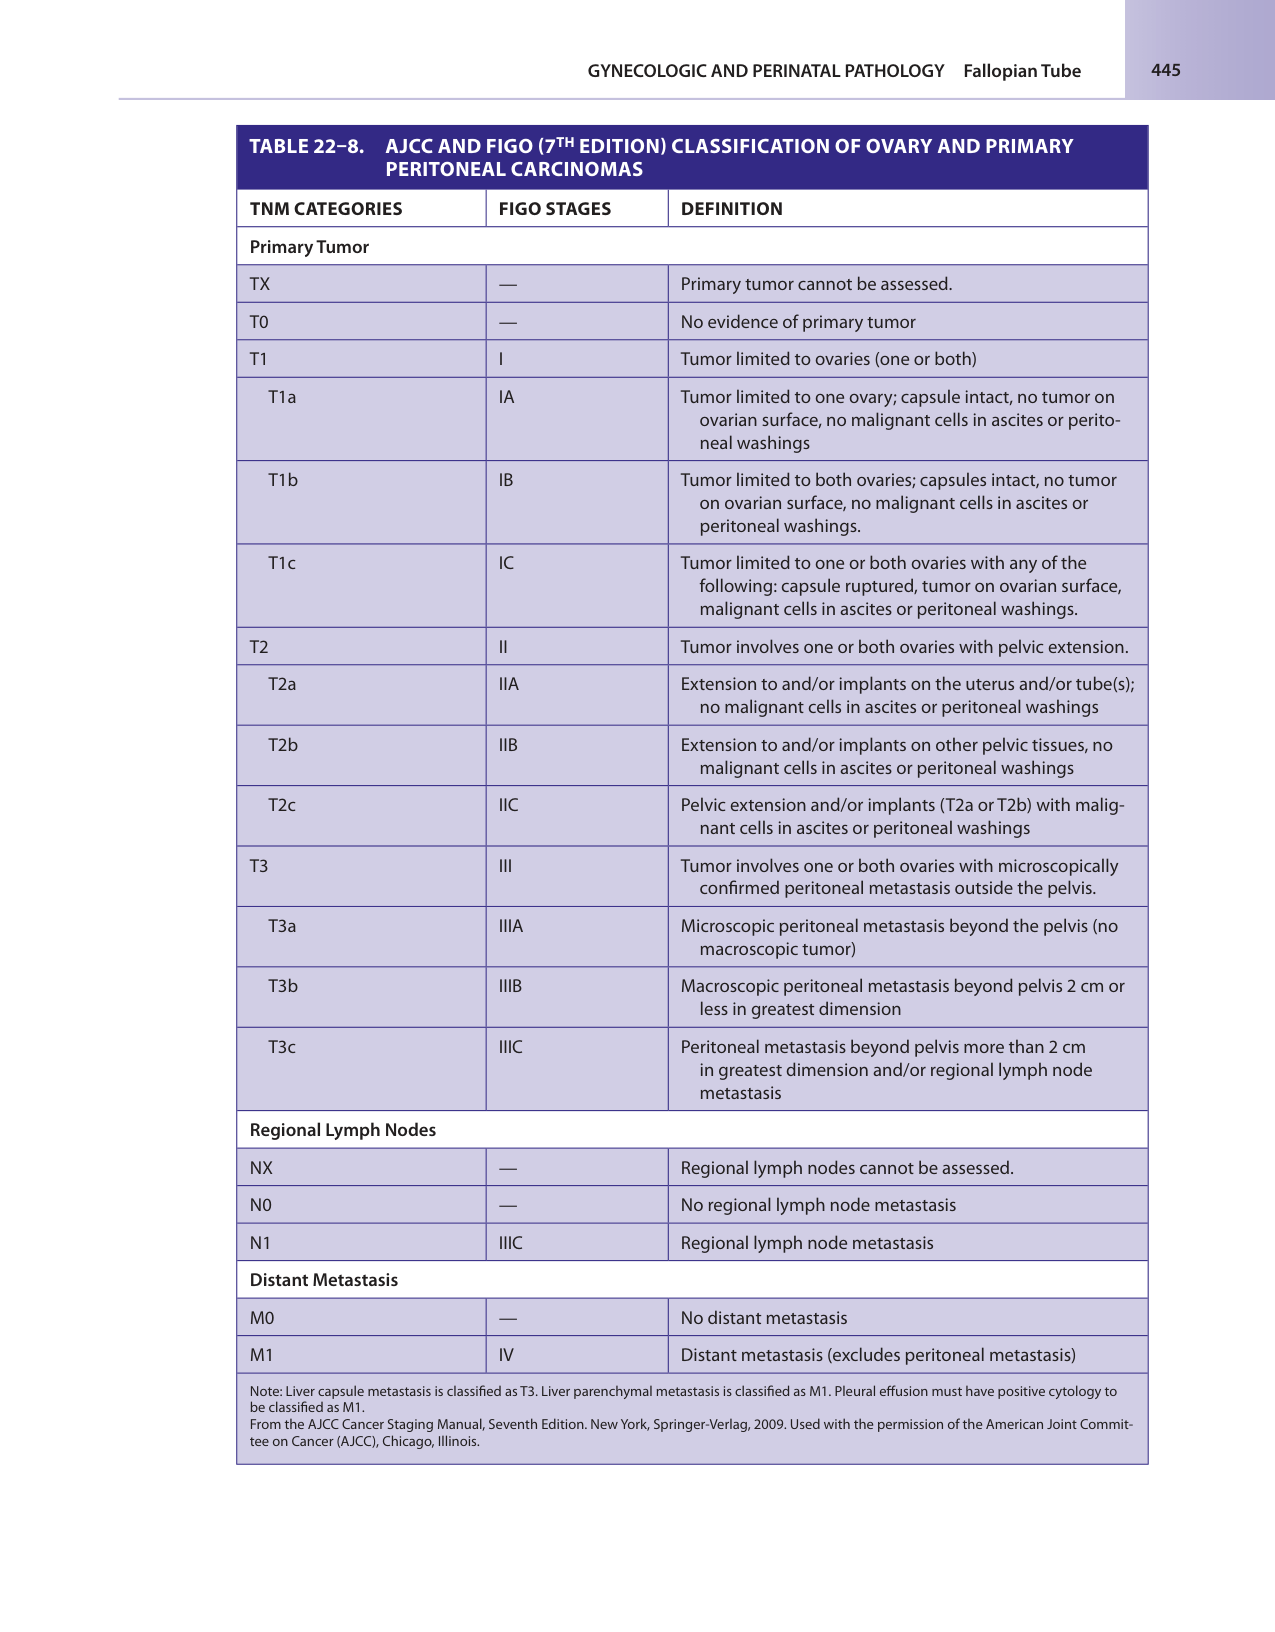 GYNECOLOGIC AND PERINATAL PATHOLOGY Fallopian Tube 445
TABLE 22–8. AJCC AND FIGO (7TH EDITION) CLASSIFICATION OF OVARY AND PRIMARY
PERITONEAL CARCINOMAS
TNM CATEGORIES FIGO STAGES DEFINITION
Primary Tumor
TX — Primary tumor cannot be assessed.
T0 — No evidence of primary tumor
T1 I Tumor limited to ovaries (one or both)
T1a IA Tumor limited to one ovary; capsule intact, no tumor on
ovarian surface, no malignant cells in ascites or perito-
neal washings
T1b IB Tumor limited to both ovaries; capsules intact, no tumor
on ovarian surface, no malignant cells in ascites or
peritoneal washings.
T1c IC Tumor limited to one or both ovaries with any of the
following: capsule ruptured, tumor on ovarian surface,
malignant cells in ascites or peritoneal washings.
T2 II Tumor involves one or both ovaries with pelvic extension.
T2a IIA Extension to and/or implants on the uterus and/or tube(s);
no malignant cells in ascites or peritoneal washings
T2b IIB Extension to and/or implants on other pelvic tissues, no
malignant cells in ascites or peritoneal washings
T2c IIC Pelvic extension and/or implants (T2a or T2b) with malig-
nant cells in ascites or peritoneal washings
T3 III Tumor involves one or both ovaries with microscopically
confirmed peritoneal metastasis outside the pelvis.
T3a IIIA Microscopic peritoneal metastasis beyond the pelvis (no
macroscopic tumor)
T3b IIIB Macroscopic peritoneal metastasis beyond pelvis 2 cm or
less in greatest dimension
T3c IIIC Peritoneal metastasis beyond pelvis more than 2 cm
in greatest dimension and/or regional lymph node
metastasis
Regional Lymph Nodes
NX — Regional lymph nodes cannot be assessed.
N0 — No regional lymph node metastasis
N1 IIIC Regional lymph node metastasis
Distant Metastasis
M0 — No distant metastasis
M1 IV Distant metastasis (excludes peritoneal metastasis)
Note: Liver capsule metastasis is classified as T3. Liver parenchymal metastasis is classified as M1. Pleural effusion must have positive cytology to
be classified as M1.
From the AJCC Cancer Staging Manual, Seventh Edition. New York, Springer-Verlag, 2009. Used with the permission of the American Joint Commit-
tee on Cancer (AJCC), Chicago, Illinois.